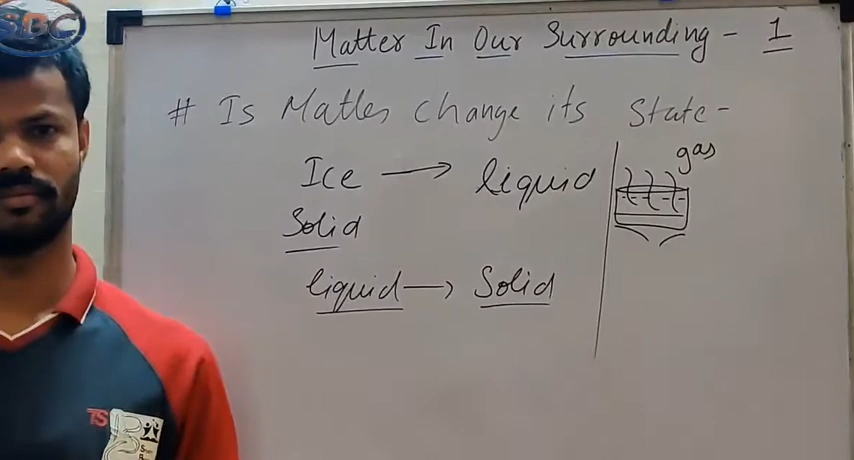 SBC
Matter In Our Surrounding - 1
# Is Matter change its State -
Ice → liquid
gas
Solid
liquid → Solid
TS